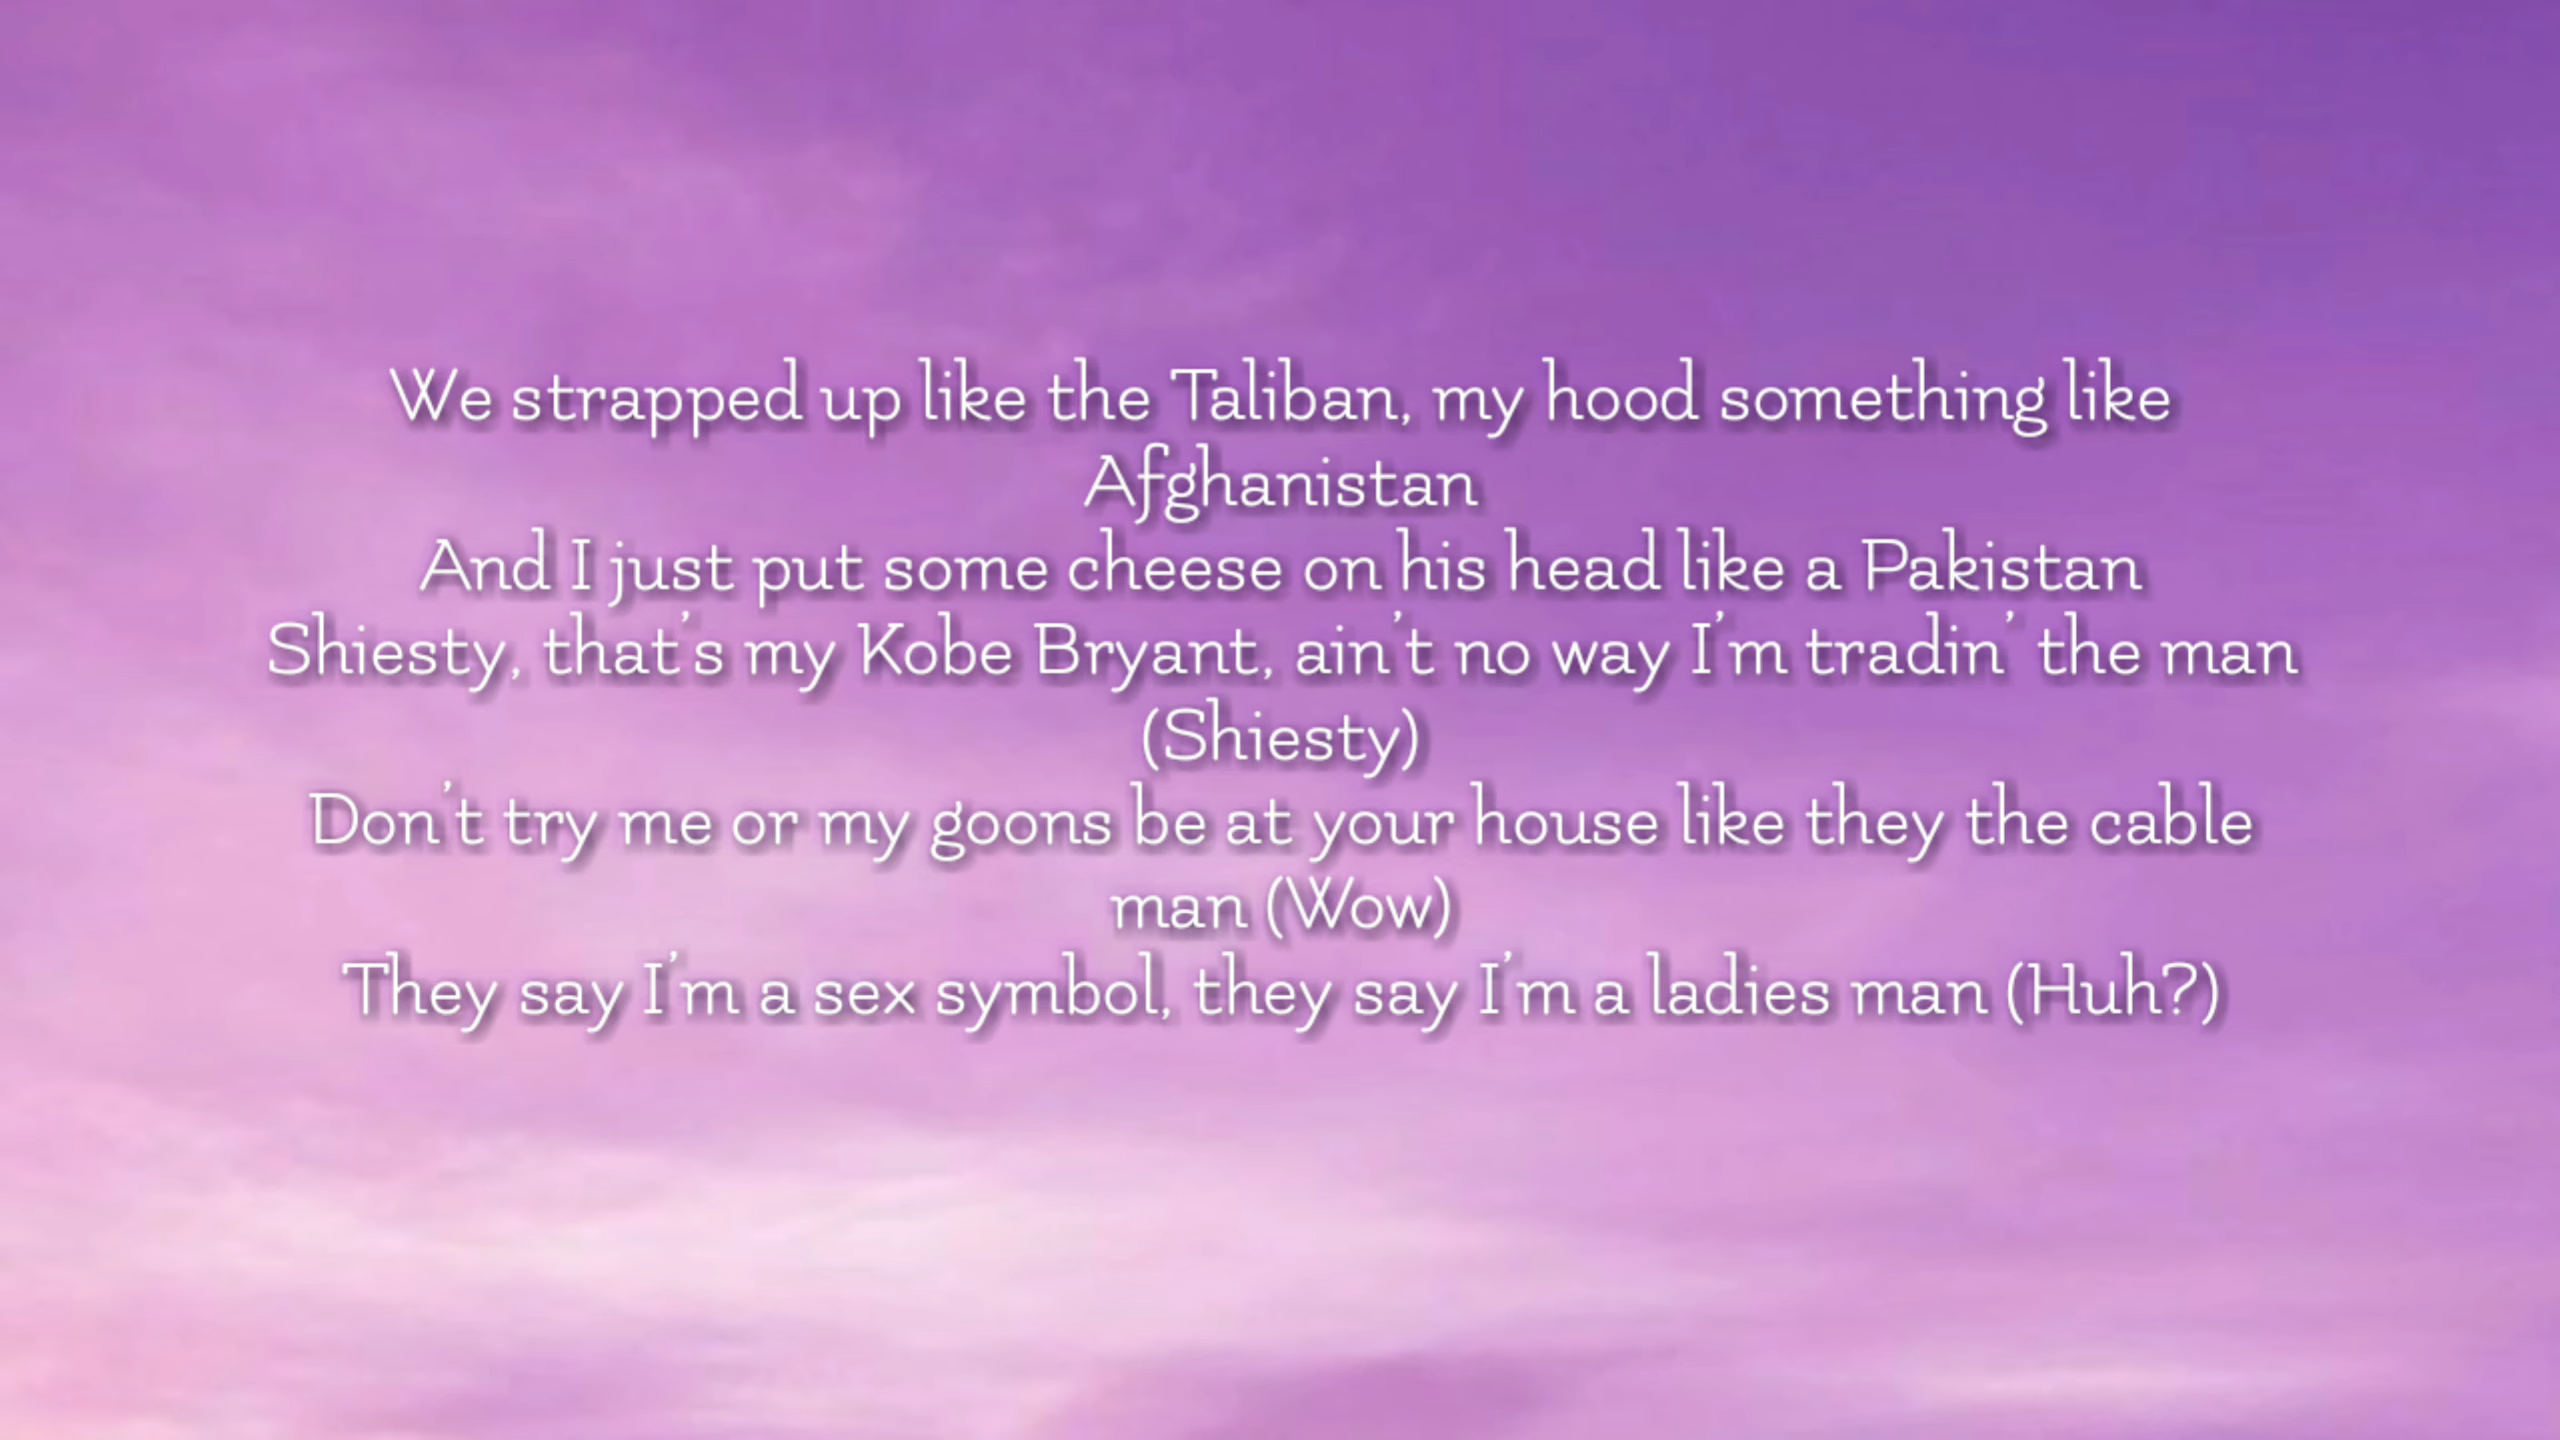 We strapped up like the Taliban, my hood something like
Afghanistan
And I just put some cheese on his head like a Pakistan
Shiesty, that's my Kobe Bryant, ain't no way I'm tradin' the man
(Shiesty)
Don't try me or my goons be at your house like they the cable
man (Wow)
They say I'm a sex symbol, they say I'm a ladies man (Huh?)